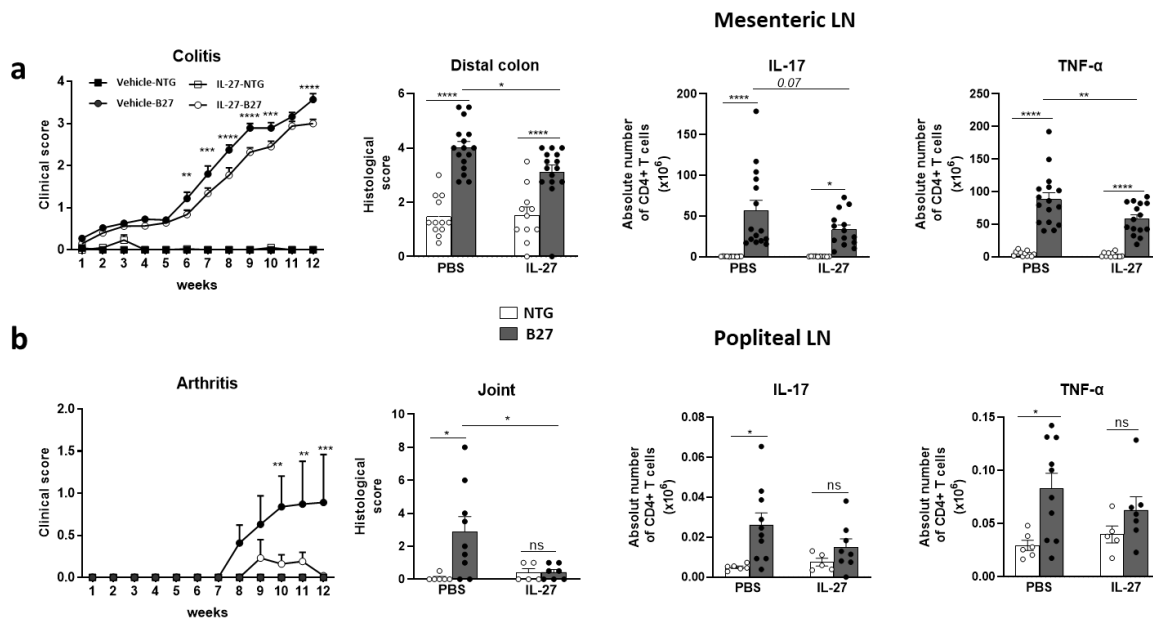 Mesenteric LN
a
Colitis
Vehicle-NTG
IL-27-NTG
Vehicle-B27
IL-27-B27
Clinical score
4
3
2
1
0
** *** **** **** *** ****
1 2 3 4 5 6 7 8 9 10 11 12
weeks
Distal colon
Histological
score
6
4
2
0
****
*
****
PBS IL-27
IL-17
Absolute number
of CD4+ T cells
(x10⁶)
200
150
100
50
0
0.07
****
*
PBS IL-27
TNF-α
Absolute number
of CD4+ T cells
(x10⁶)
250
200
150
100
50
0
**
****
****
PBS IL-27
NTG
B27
Popliteal LN
b
Arthritis
Clinical score
2.0
1.5
1.0
0.5
0.0
** ** ***
1 2 3 4 5 6 7 8 9 10 11 12
weeks
Joint
Histological
score
10
8
6
4
2
0
*
*
ns
PBS IL-27
IL-17
Absolut number
of CD4+ T cells
(x10⁶)
0.08
0.06
0.04
0.02
0.00
*
ns
PBS IL-27
TNF-α
Absolut number
of CD4+ T cells
(x10⁶)
0.15
0.10
0.05
0.00
*
ns
PBS IL-27